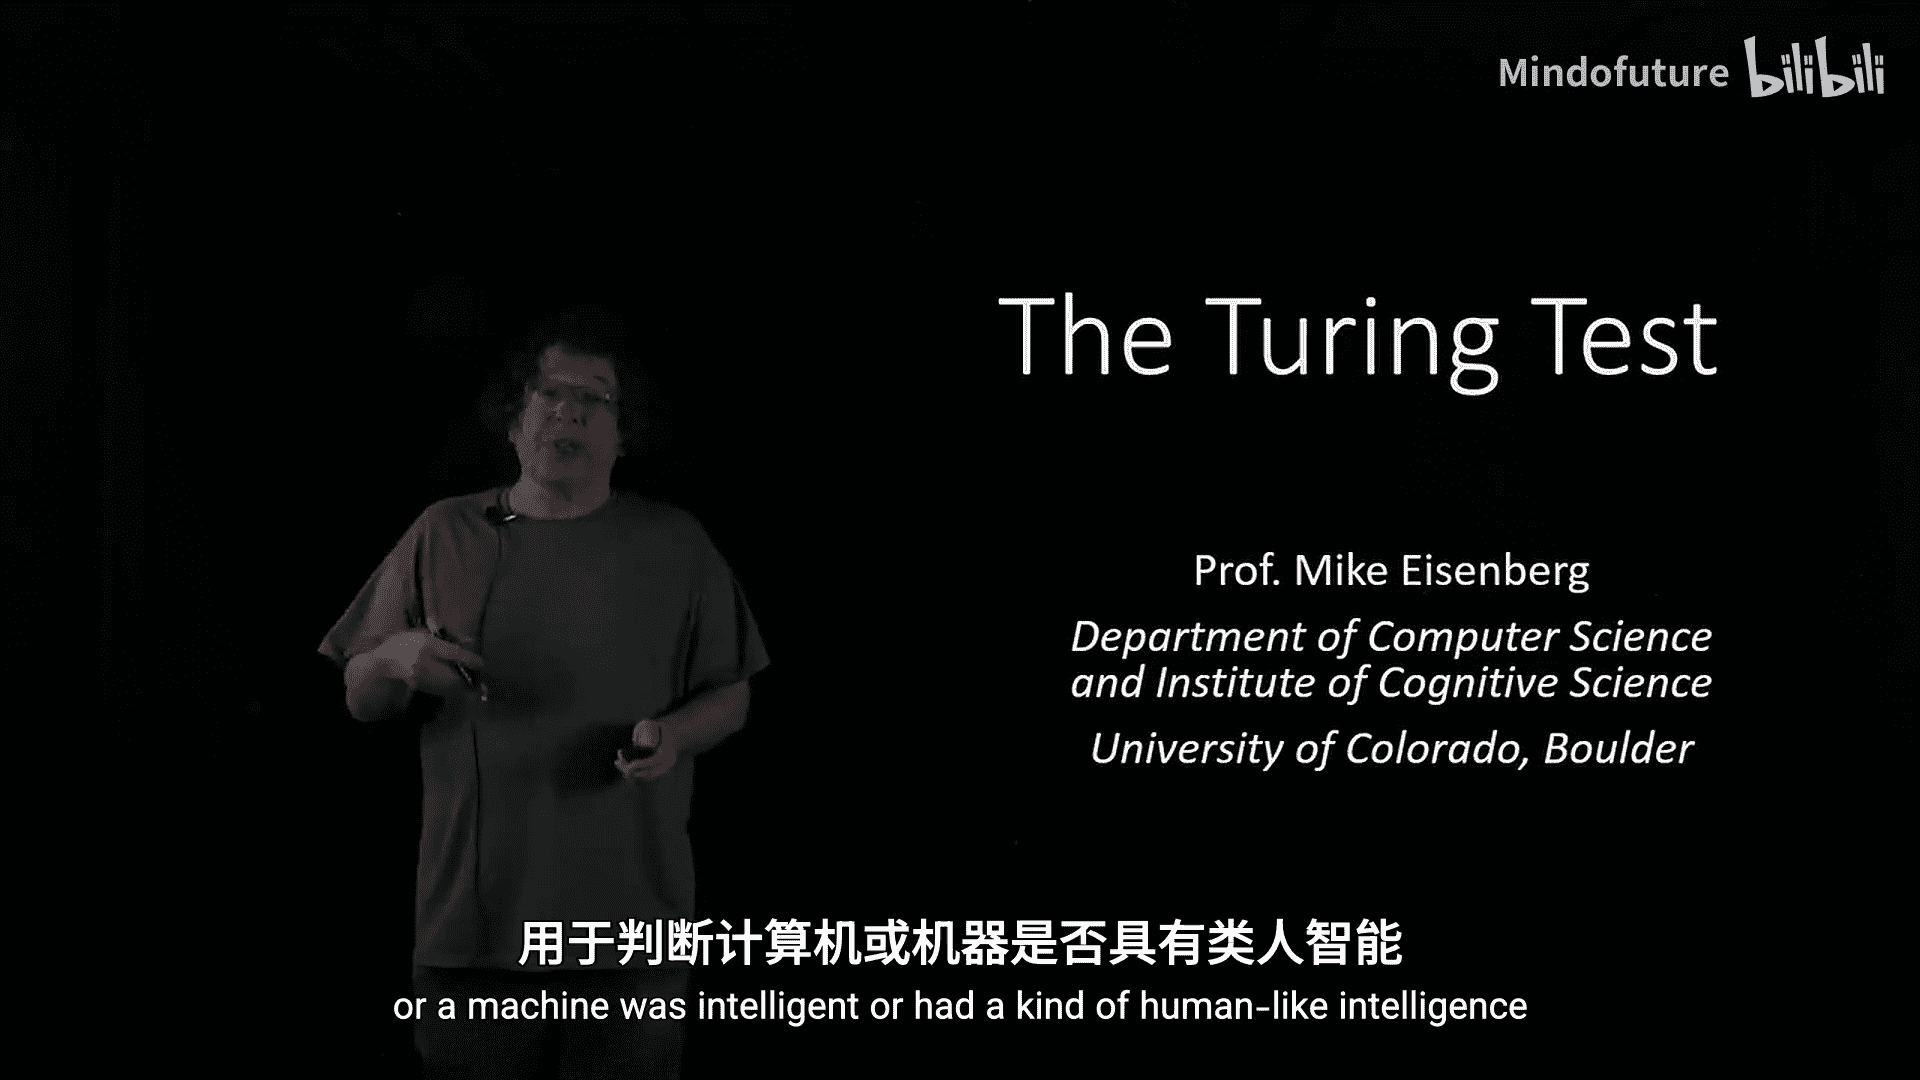 Mindofuture bilibili
The Turing Test
Prof. Mike Eisenberg
Department of Computer Science
and Institute of Cognitive Science
University of Colorado, Boulder
用于判断计算机或机器是否具有类人智能
or a machine was intelligent or had a kind of human-like intelligence